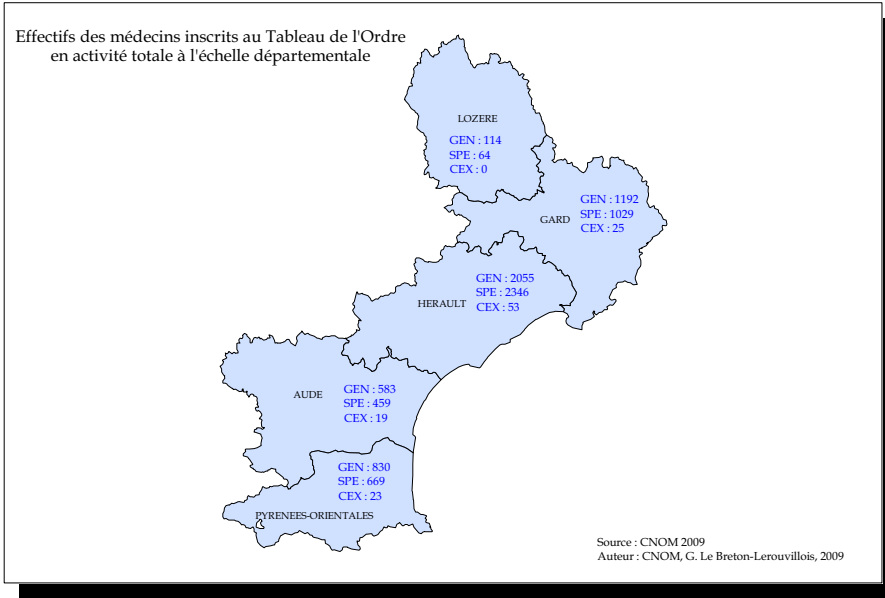 Effectifs des médecins inscrits au Tableau de l'Ordre
en activité totale à l'échelle départementale
LOZERE
GEN : 114
SPE : 64
CEX : 0
GARD
GEN : 1192
SPE : 1029
CEX : 25
HERAULT
GEN : 2055
SPE : 2346
CEX : 53
AUDE
GEN : 583
SPE : 459
CEX : 19
GEN : 830
SPE : 669
CEX : 23
PYRENEES-ORIENTALES
Source : CNOM 2009
Auteur : CNOM, G. Le Breton-Lerouvillois, 2009